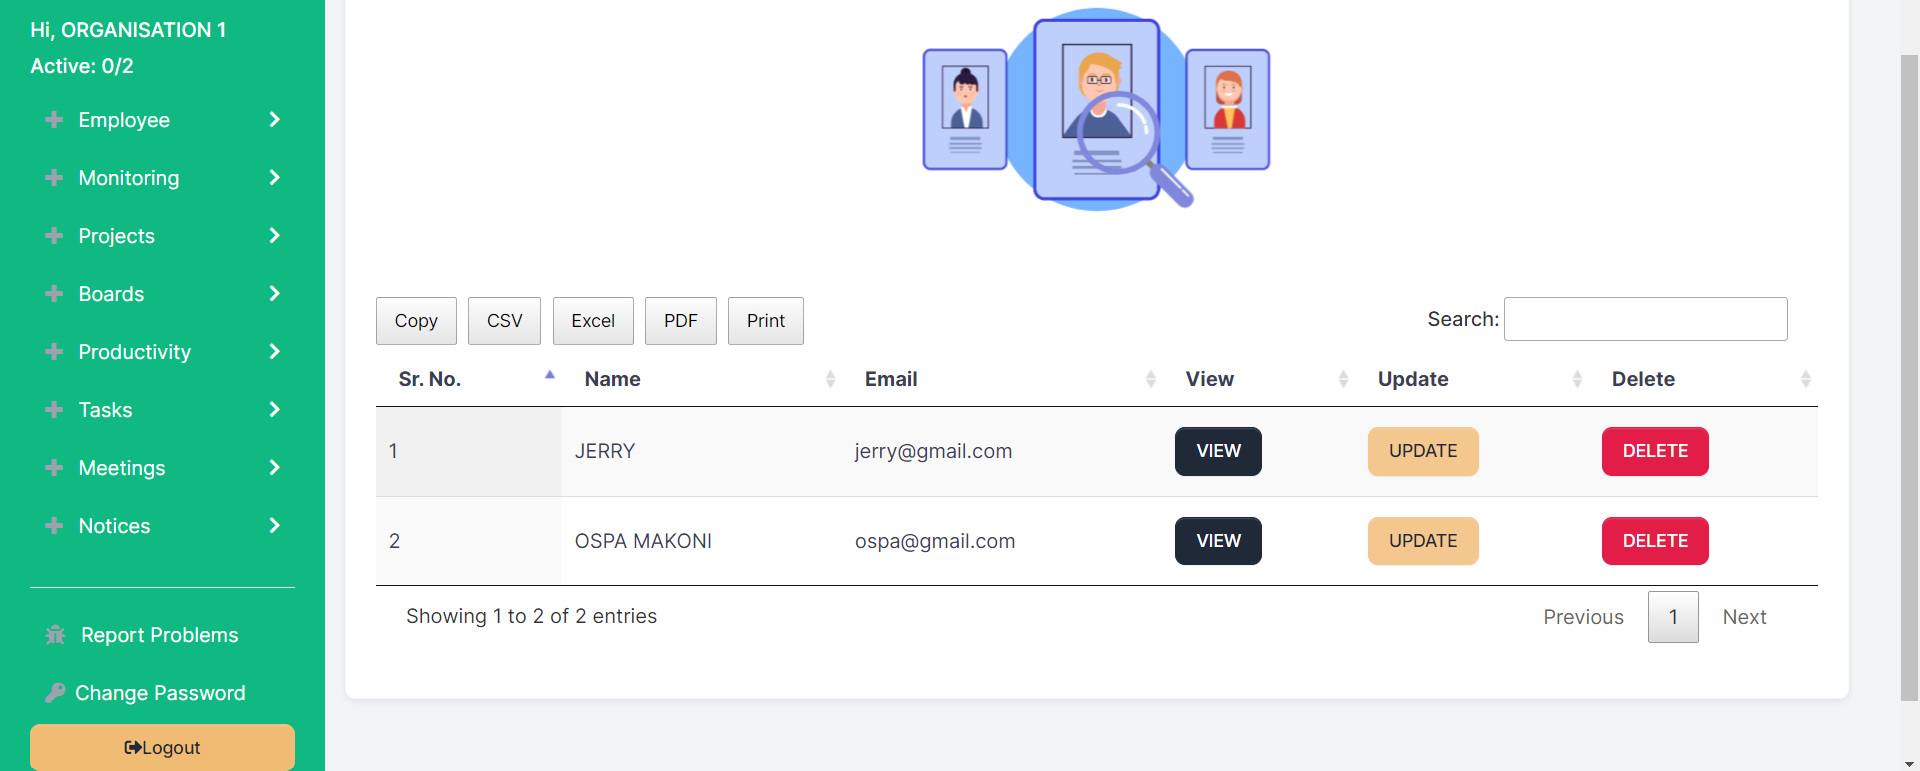 Hi, ORGANISATION 1
Active: 0/2
Employee
Monitoring
Projects
Boards
Productivity
Tasks
Meetings
Notices
Report Problems
Change Password
Logout
Copy CSV Excel PDF Print Search:
Sr. No. Name Email View Update Delete
1 JERRY jerry@gmail.com VIEW UPDATE DELETE
2 OSPA MAKONI ospa@gmail.com VIEW UPDATE DELETE
Showing 1 to 2 of 2 entries Previous 1 Next